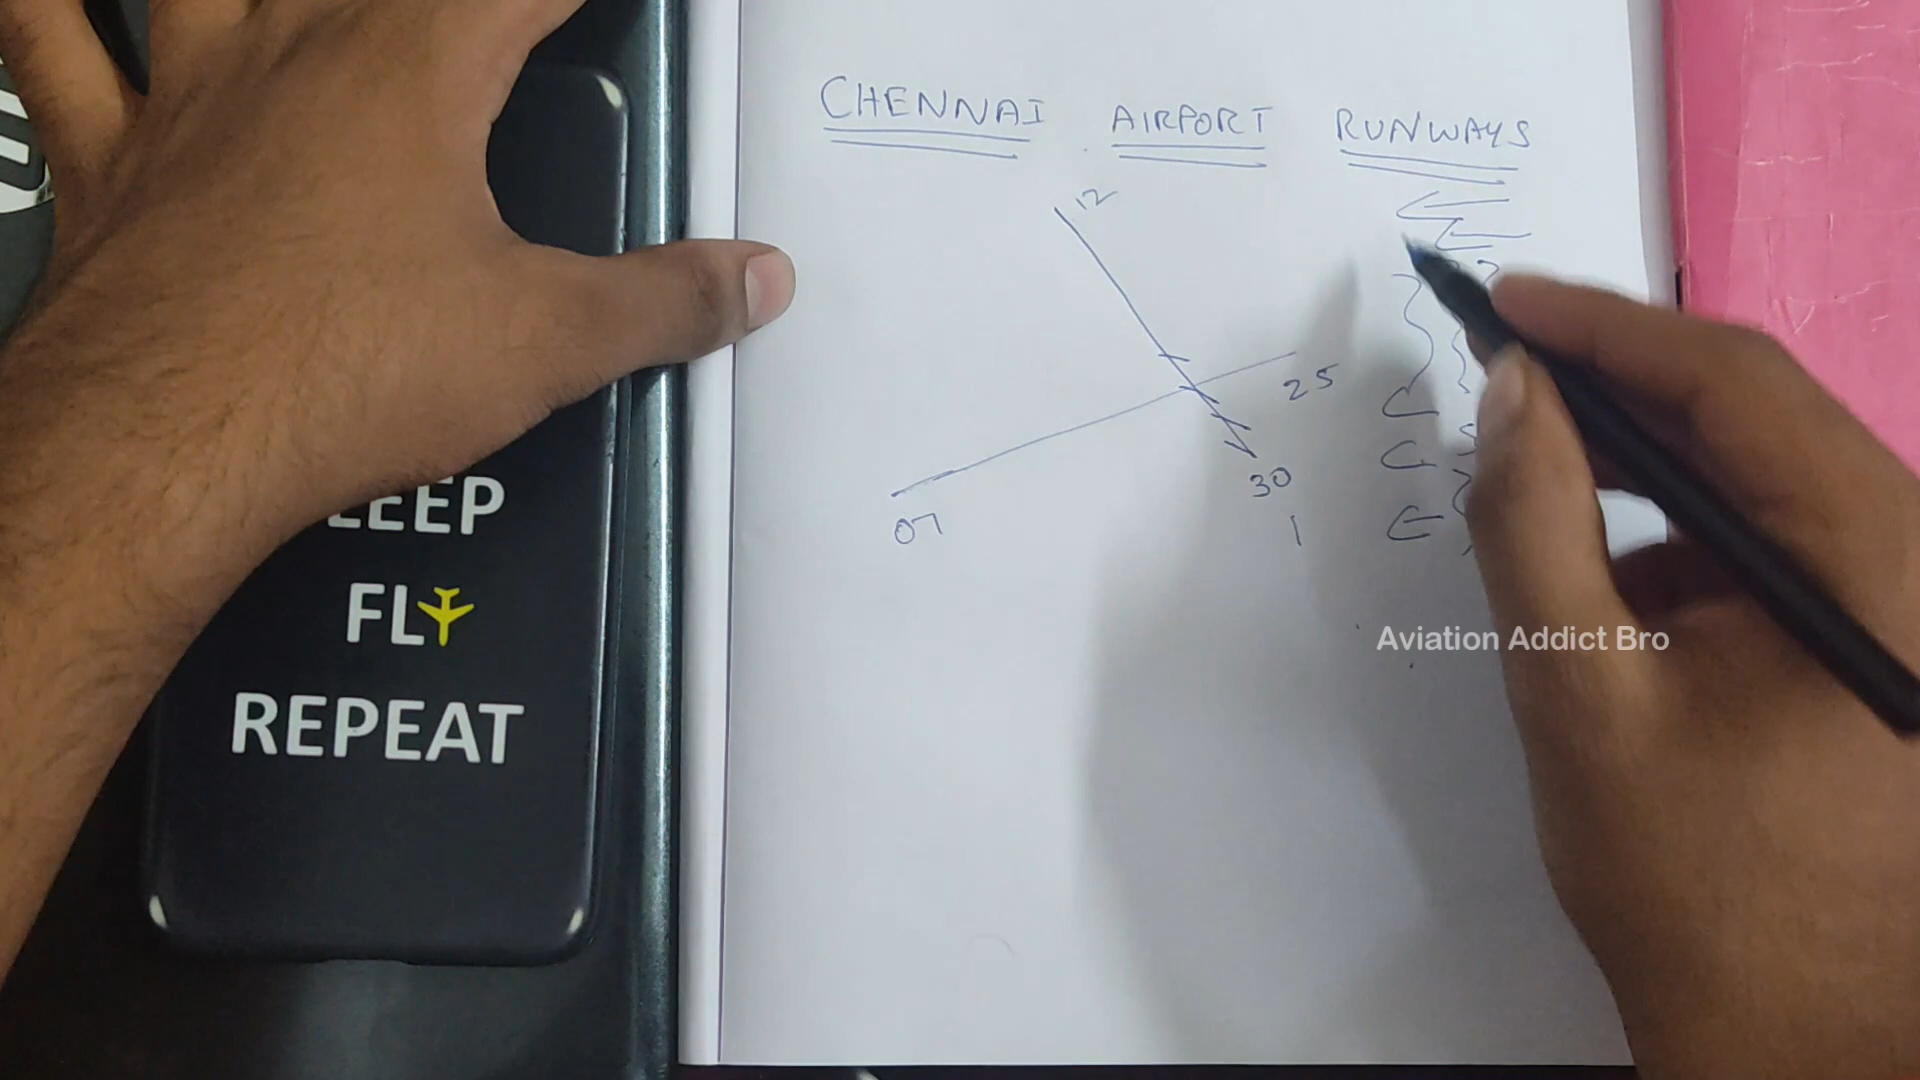 CHENNAI AIRPORT RUNWAYS
12
25
30
07
LEEP
FLY
REPEAT
Aviation Addict Bro